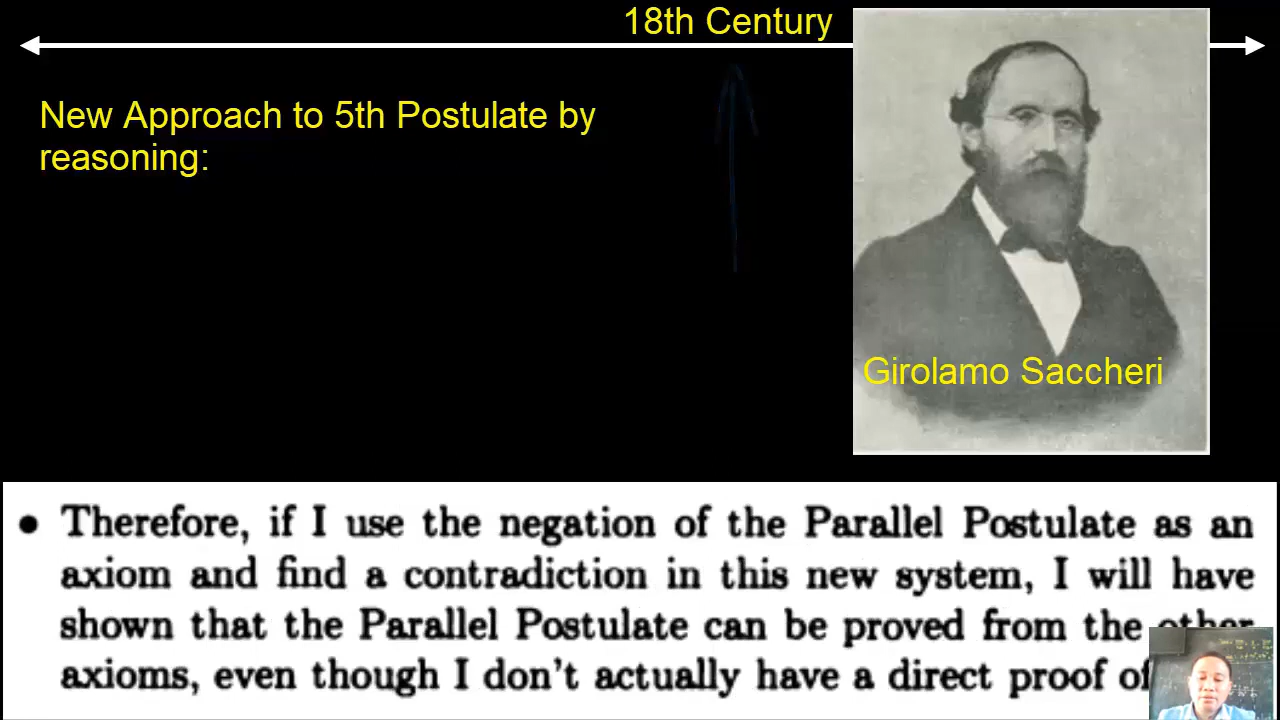 18th Century
New Approach to 5th Postulate by
reasoning:
Girolamo Saccheri
• Therefore, if I use the negation of the Parallel Postulate as an
axiom and find a contradiction in this new system, I will have
shown that the Parallel Postulate can be proved from the other
axioms, even though I don't actually have a direct proof of